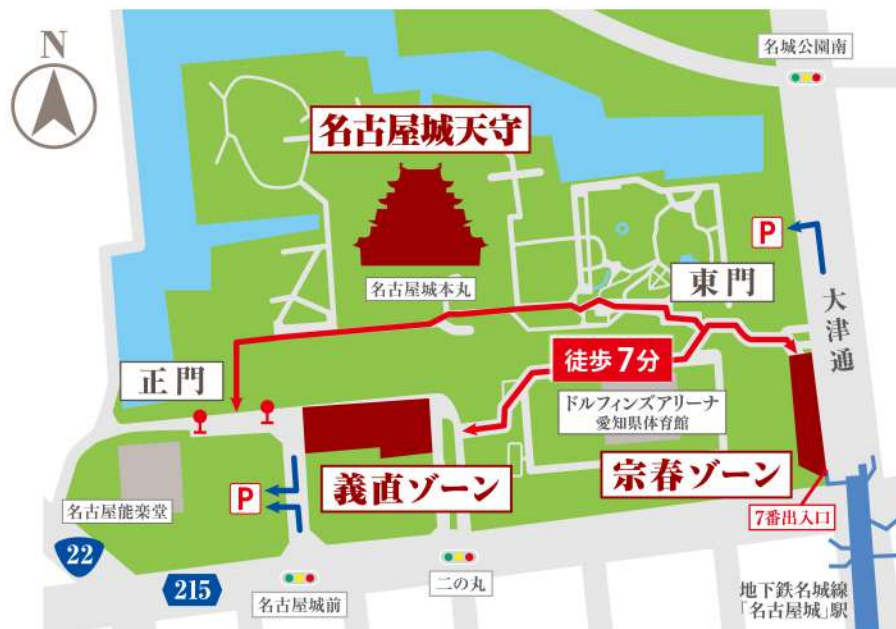 N
名城公園南
名古屋城天守
P
名古屋城本丸
東門
大津通
徒歩7分
正門
ドルフィンズアリーナ
愛知県体育館
義直ゾーン
宗春ゾーン
P
名古屋能楽堂
7番出入口
22
215
名古屋城前
二の丸
地下鉄名城線
「名古屋城」駅